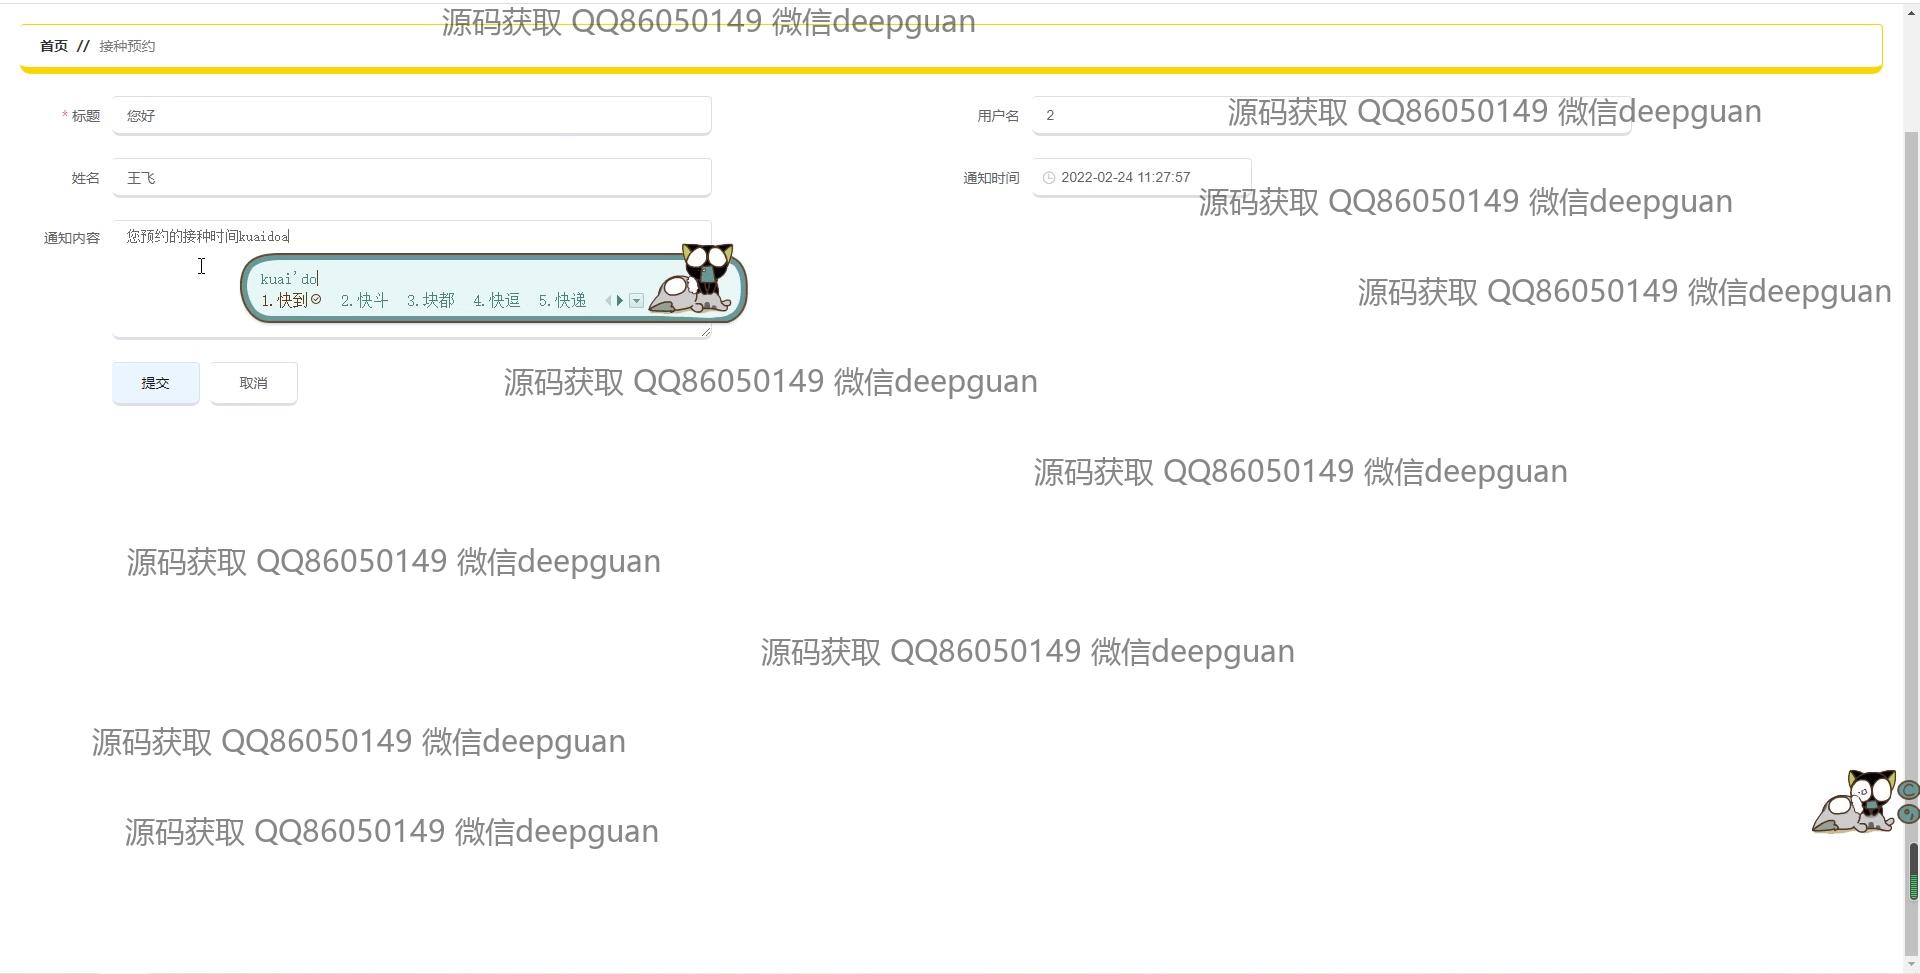 源码获取 QQ86050149 微信deepguan
首页 // 接种预约
* 标题 您好
用户名 2
源码获取 QQ86050149 微信deepguan
姓名 王飞
通知时间 2022-02-24 11:27:57
源码获取 QQ86050149 微信deepguan
通知内容 您预约的接种时间kuaidoa
kuai'do
1.快到 2.快斗 3.块都 4.快逗 5.快递
源码获取 QQ86050149 微信deepguan
提交 取消
源码获取 QQ86050149 微信deepguan
源码获取 QQ86050149 微信deepguan
源码获取 QQ86050149 微信deepguan
源码获取 QQ86050149 微信deepguan
源码获取 QQ86050149 微信deepguan
源码获取 QQ86050149 微信deepguan